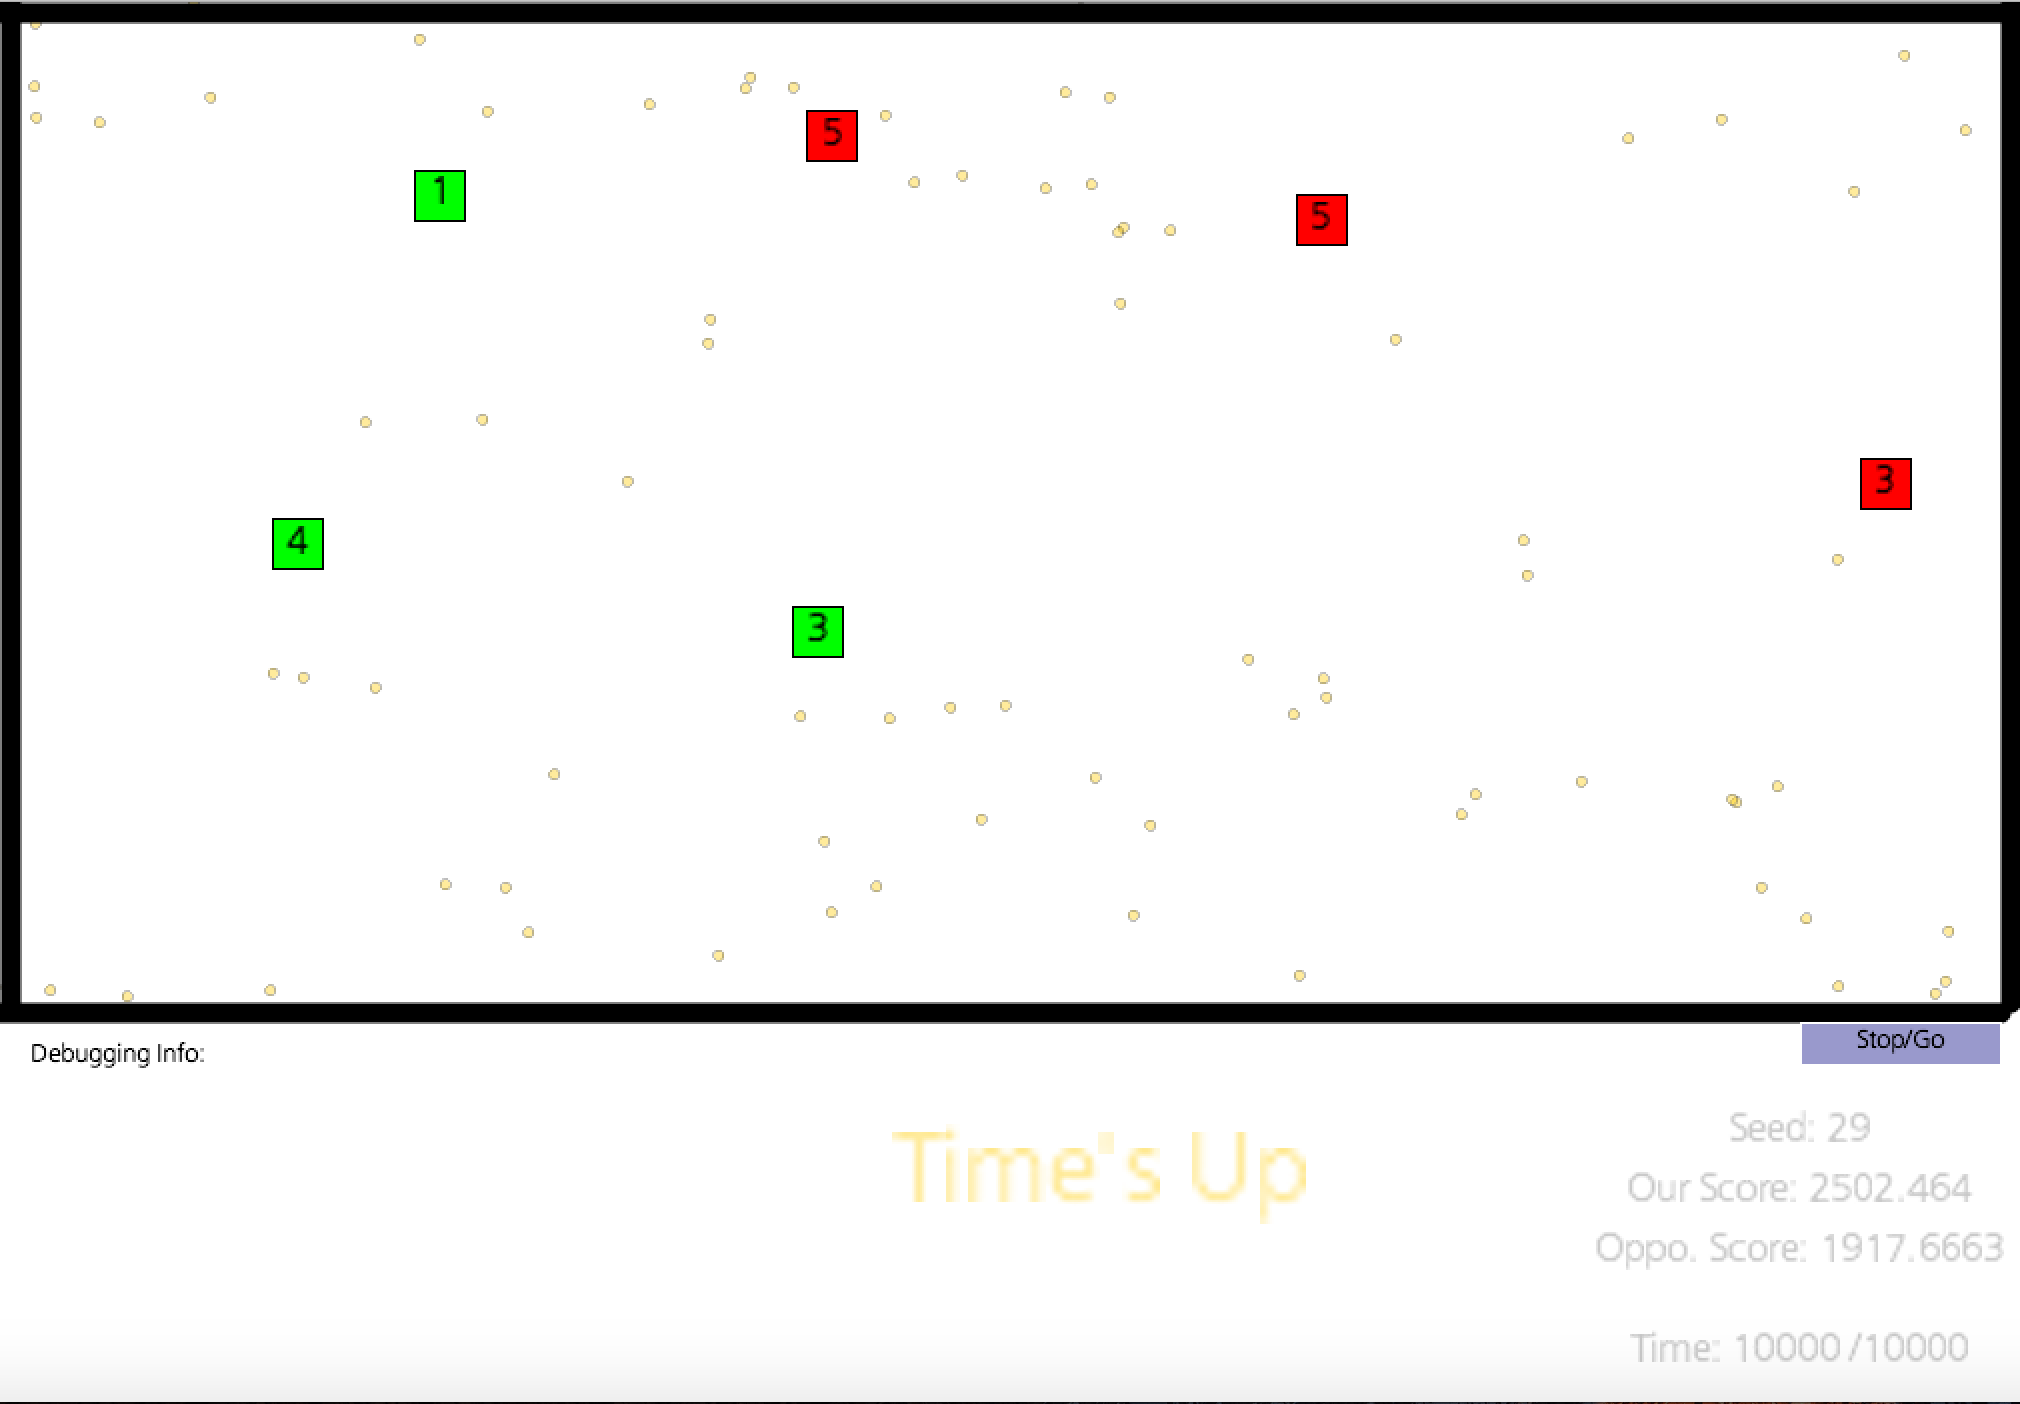 5
1
5
3
4
3
Debugging Info:
Stop/Go
Time's Up
Seed: 29
Our Score: 2502.464
Oppo. Score: 1917.6663
Time: 10000 /10000